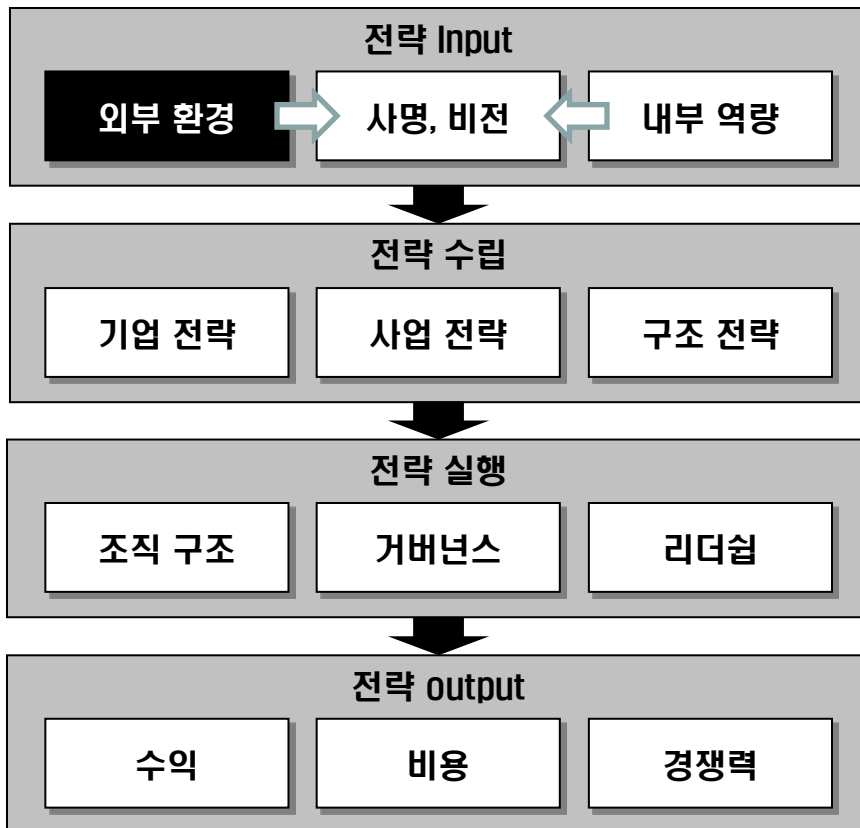 전략 Input
외부 환경 사명, 비전 내부 역량
전략 수립
기업 전략 사업 전략 구조 전략
전략 실행
조직 구조 거버넌스 리더쉽
전략 output
수익 비용 경쟁력